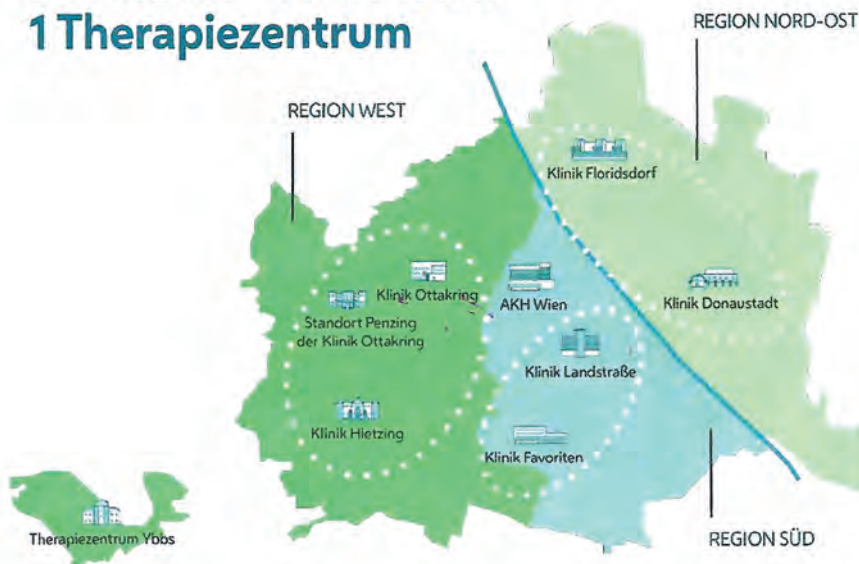 1 Therapiezentrum
REGION NORD-OST
REGION WEST
Klinik Floridsdorf
Klinik Ottakring
AKH Wien
Klinik Donaustadt
Standort Penzing
der Klinik Ottakring
Klinik Landstraße
Klinik Hietzing
Klinik Favoriten
Therapiezentrum Ybbs
REGION SÜD